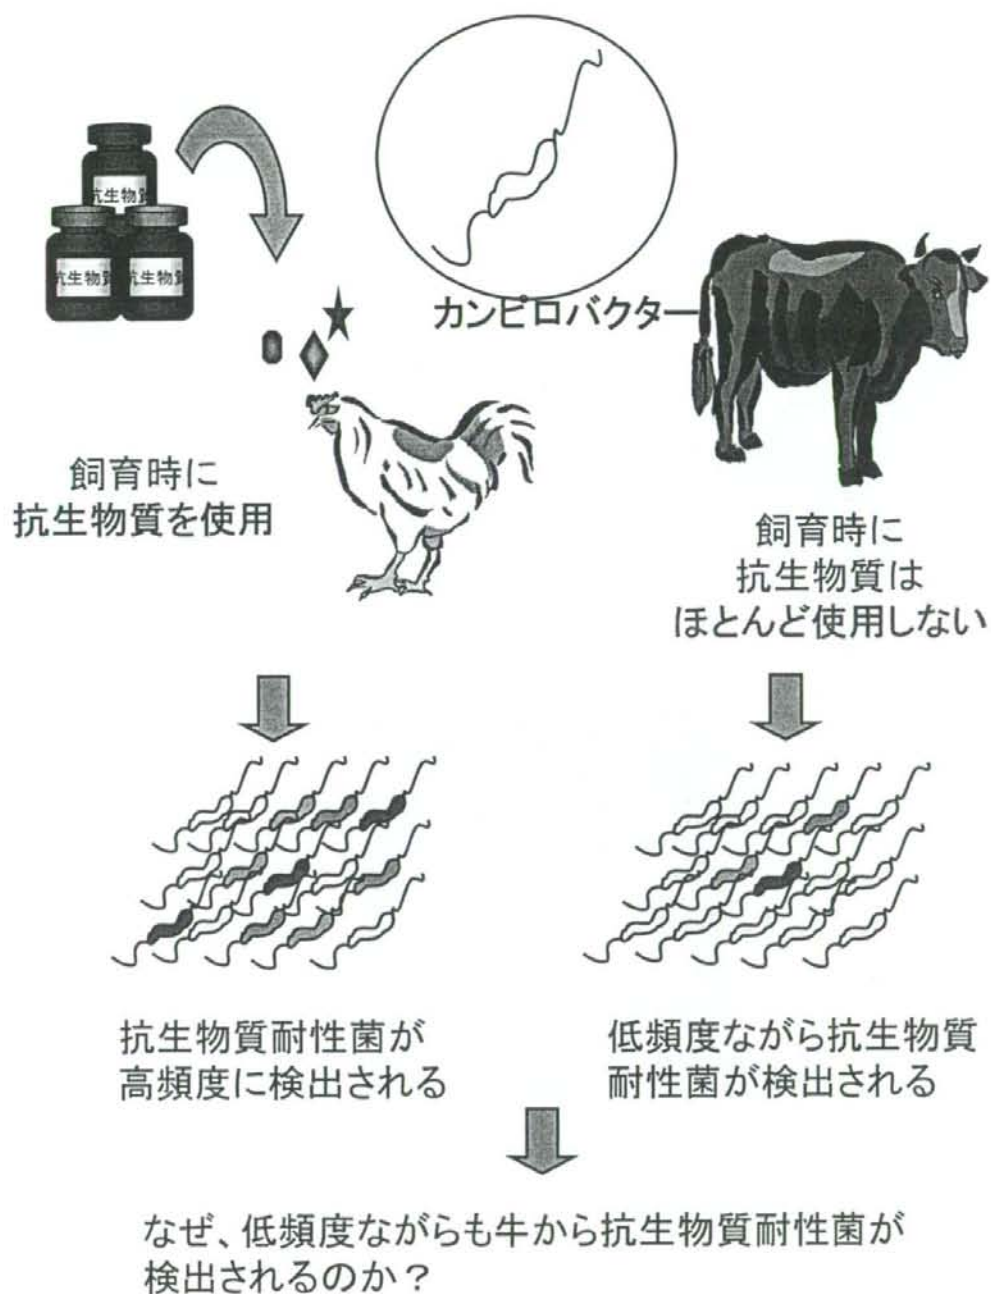 抗生物質
抗生物質
抗生物質
カンピロバクター
飼育時に
抗生物質を使用
飼育時に
抗生物質は
ほとんど使用しない
抗生物質耐性菌が
高頻度に検出される
低頻度ながら抗生物質
耐性菌が検出される
なぜ、低頻度ながらも牛から抗生物質耐性菌が
検出されるのか？